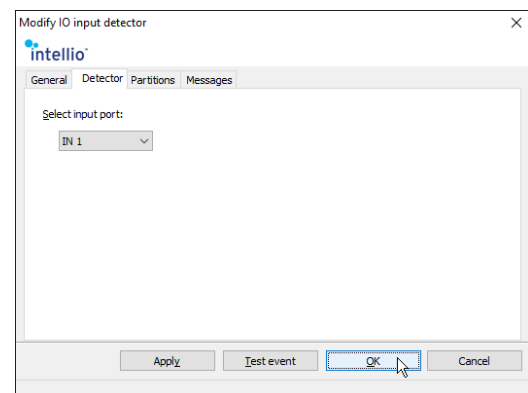 Modify IO input detector
intellio
General Detector Partitions Messages
Select input port:
IN 1
Apply Test event OK Cancel